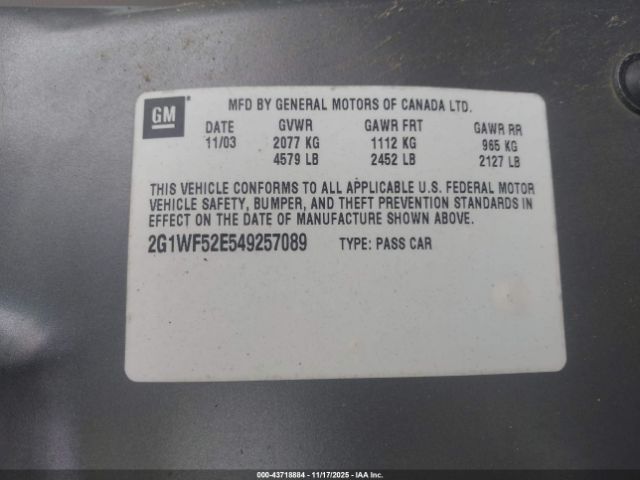 GM
MFD BY GENERAL MOTORS OF CANADA LTD.
DATE GVWR GAWR FRT GAWR RR
11/03 2077 KG 1112 KG 965 KG
4579 LB 2452 LB 2127 LB
THIS VEHICLE CONFORMS TO ALL APPLICABLE U.S. FEDERAL MOTOR
VEHICLE SAFETY, BUMPER, AND THEFT PREVENTION STANDARDS IN
EFFECT ON THE DATE OF MANUFACTURE SHOWN ABOVE.
2G1WF52E549257089 TYPE: PASS CAR
000-43718884 - 11/17/2025 - IAAI.com